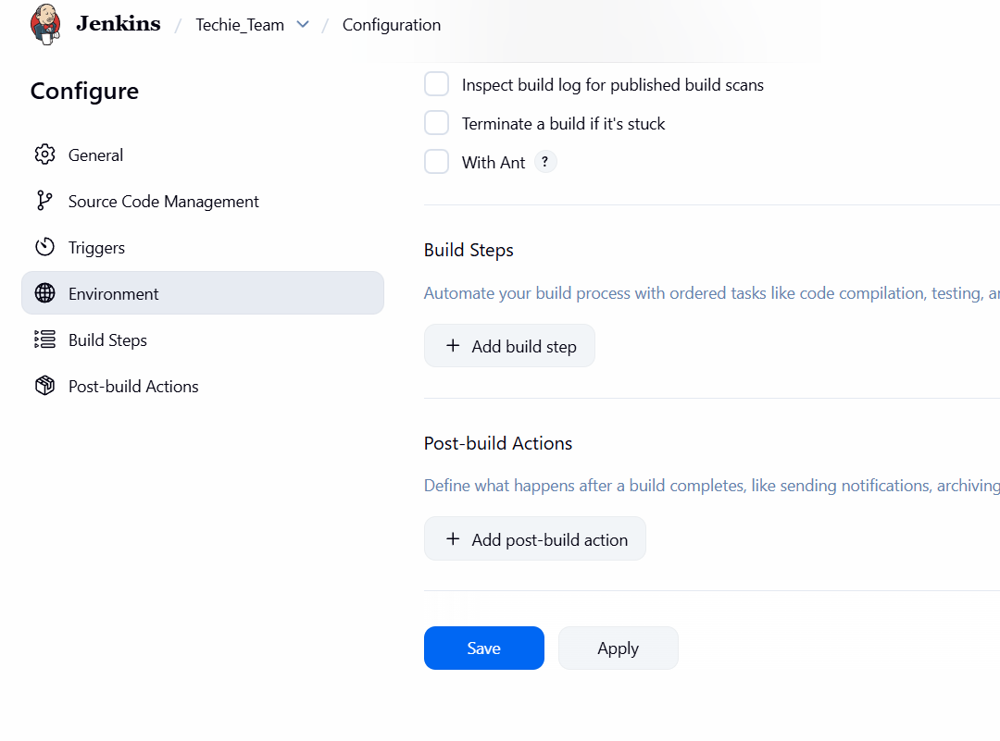 Jenkins / Techie_Team / Configuration
Configure
General
Source Code Management
Triggers
Environment
Build Steps
Post-build Actions
Inspect build log for published build scans
Terminate a build if it's stuck
With Ant ?
Build Steps
Automate your build process with ordered tasks like code compilation, testing,
+ Add build step
Post-build Actions
Define what happens after a build completes, like sending notifications, archiving
+ Add post-build action
Save
Apply